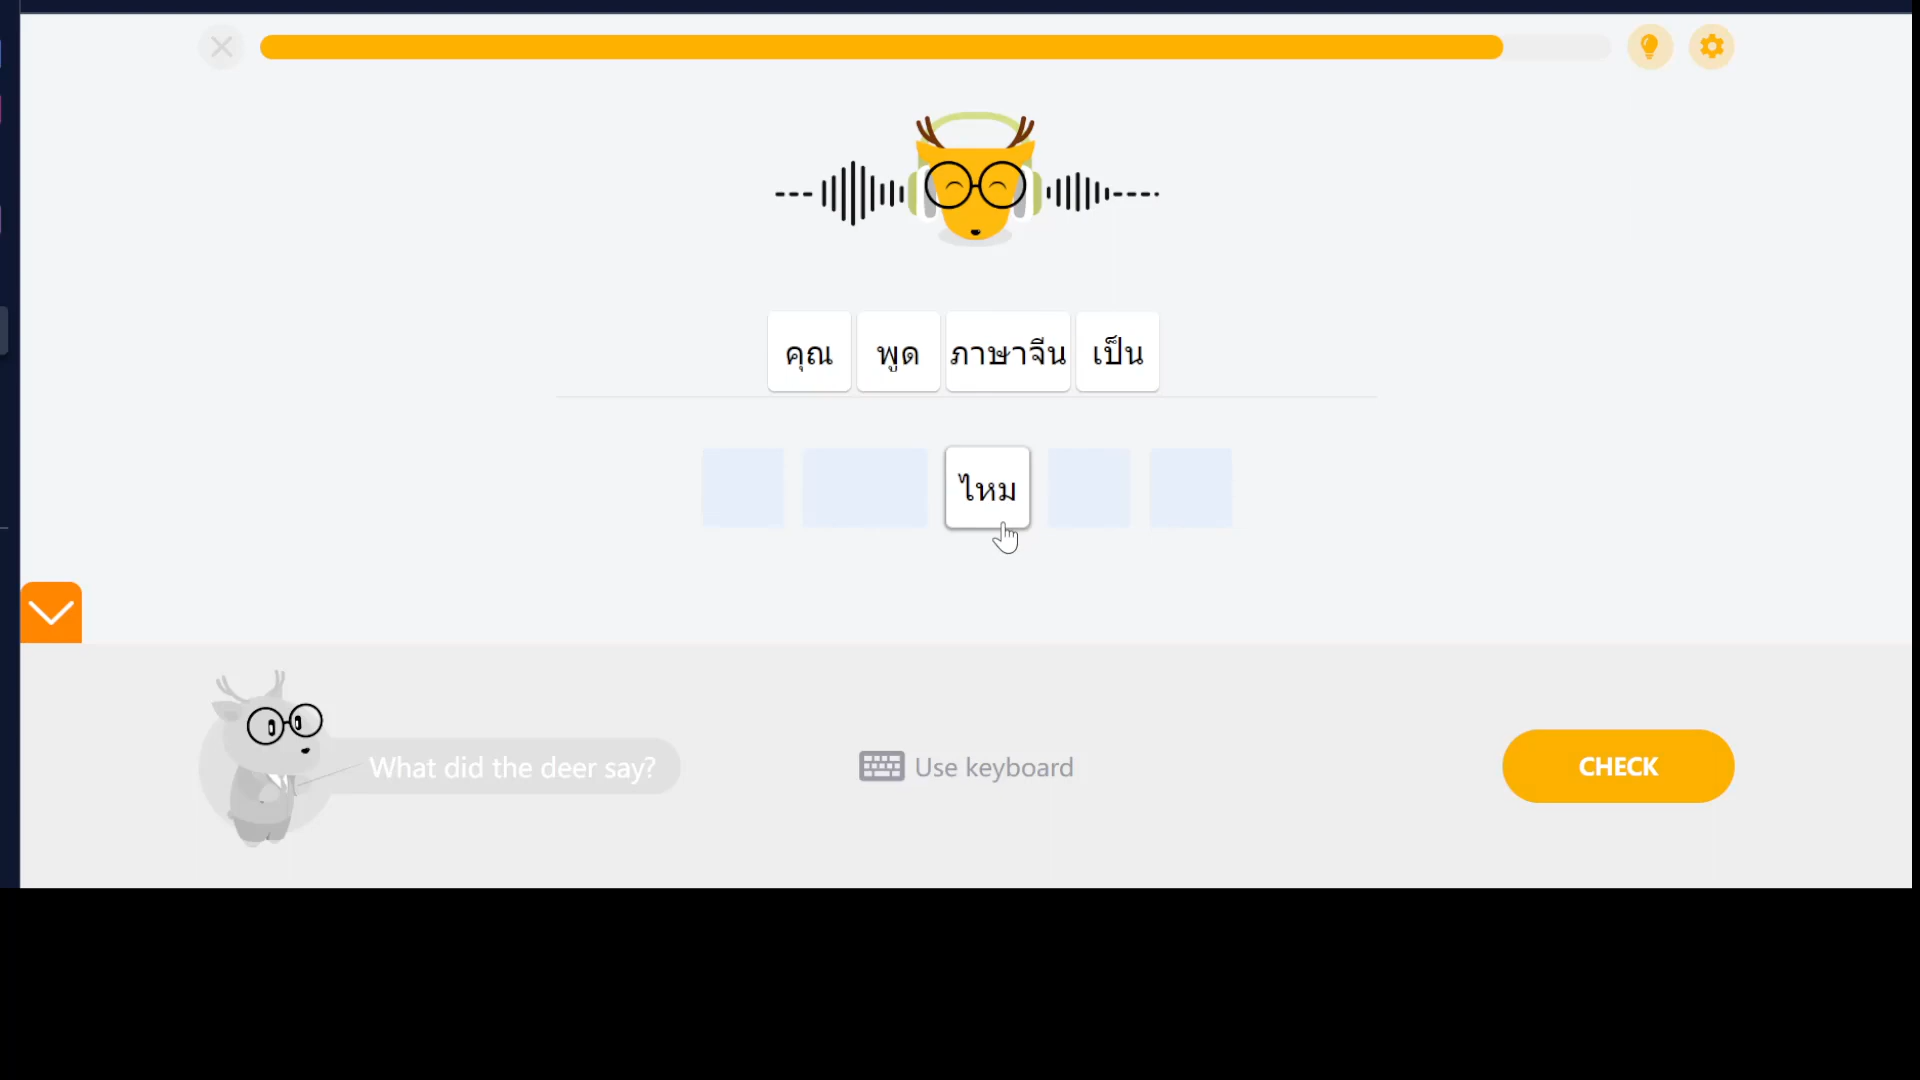 คุณ พูด ภาษาจีน เป็น
ไหม
What did the deer say?
Use keyboard
CHECK